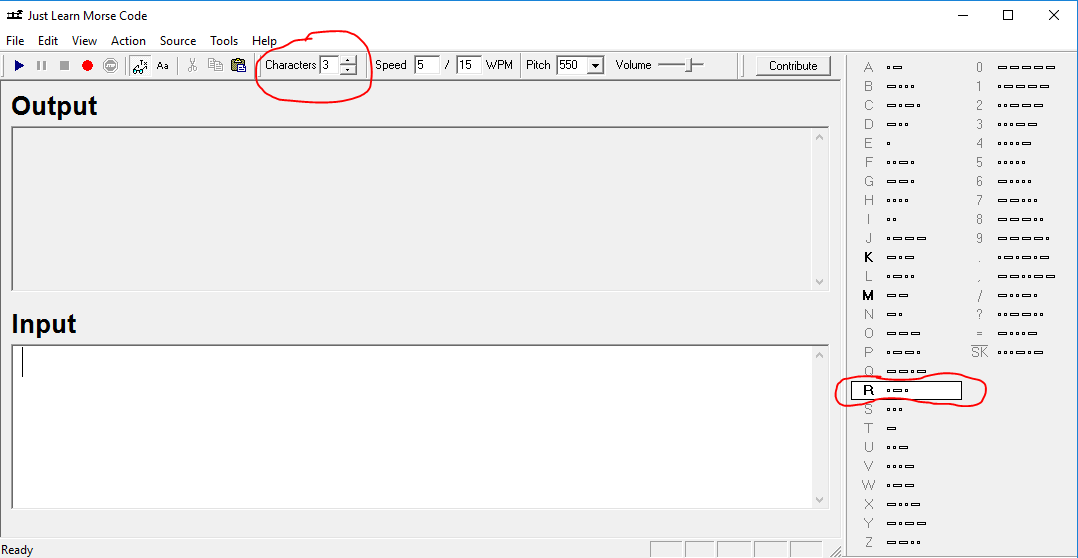 Just Learn Morse Code
File Edit View Action Source Tools Help
Aa Characters 3 Speed 5 / 15 WPM Pitch 550 Volume Contribute
Output
Input
A
B
C
D
E
F
G
H
I
J
K
L
M
N
O
P
Q
R
S
T
U
V
W
X
Y
Z
0
1
2
3
4
5
6
7
8
9
.
,
/
?
=
SK
Ready